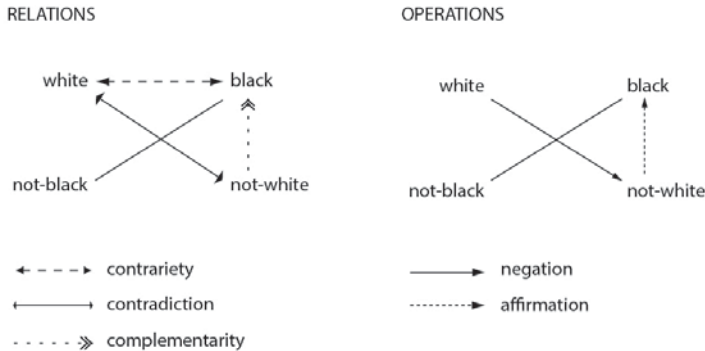 RELATIONS
white
black
not-black
not-white
contrariety
contradiction
complementarity
OPERATIONS
white
black
not-black
not-white
negation
affirmation